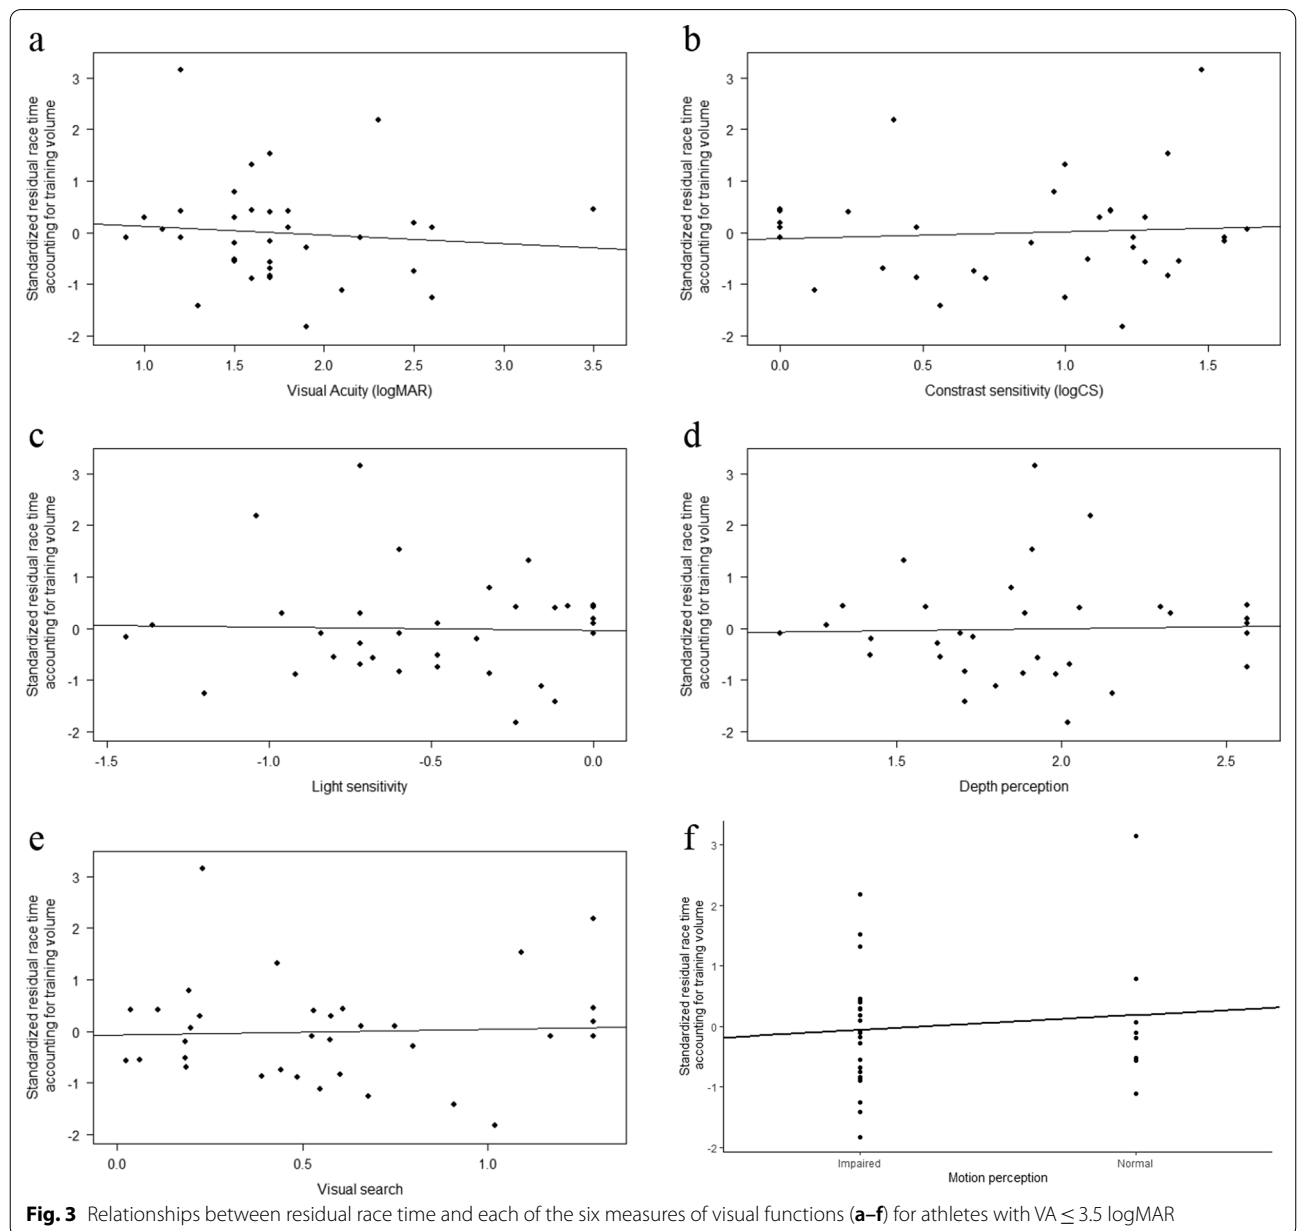 a
Standardized residual race time
accounting for training volume
3
2
1
0
-1
-2
1.0 1.5 2.0 2.5 3.0 3.5
Visual Acuity (logMAR)
b
Standardized residual race time
accounting for training volume
3
2
1
0
-1
-2
0.0 0.5 1.0 1.5
Constrast sensitivity (logCS)
c
Standardized residual race time
accounting for training volume
3
2
1
0
-1
-2
-1.5 -1.0 -0.5 0.0
Light sensitivity
d
Standardized residual race time
accounting for training volume
3
2
1
0
-1
-2
1.5 2.0 2.5
Depth perception
e
Standardized residual race time
accounting for training volume
3
2
1
0
-1
-2
0.0 0.5 1.0
Visual search
f
Standardized residual race time
accounting for training volume
3
2
1
0
-1
-2
Impaired Normal
Motion perception
Fig. 3 Relationships between residual race time and each of the six measures of visual functions (a–f) for athletes with VA ≤ 3.5 logMAR